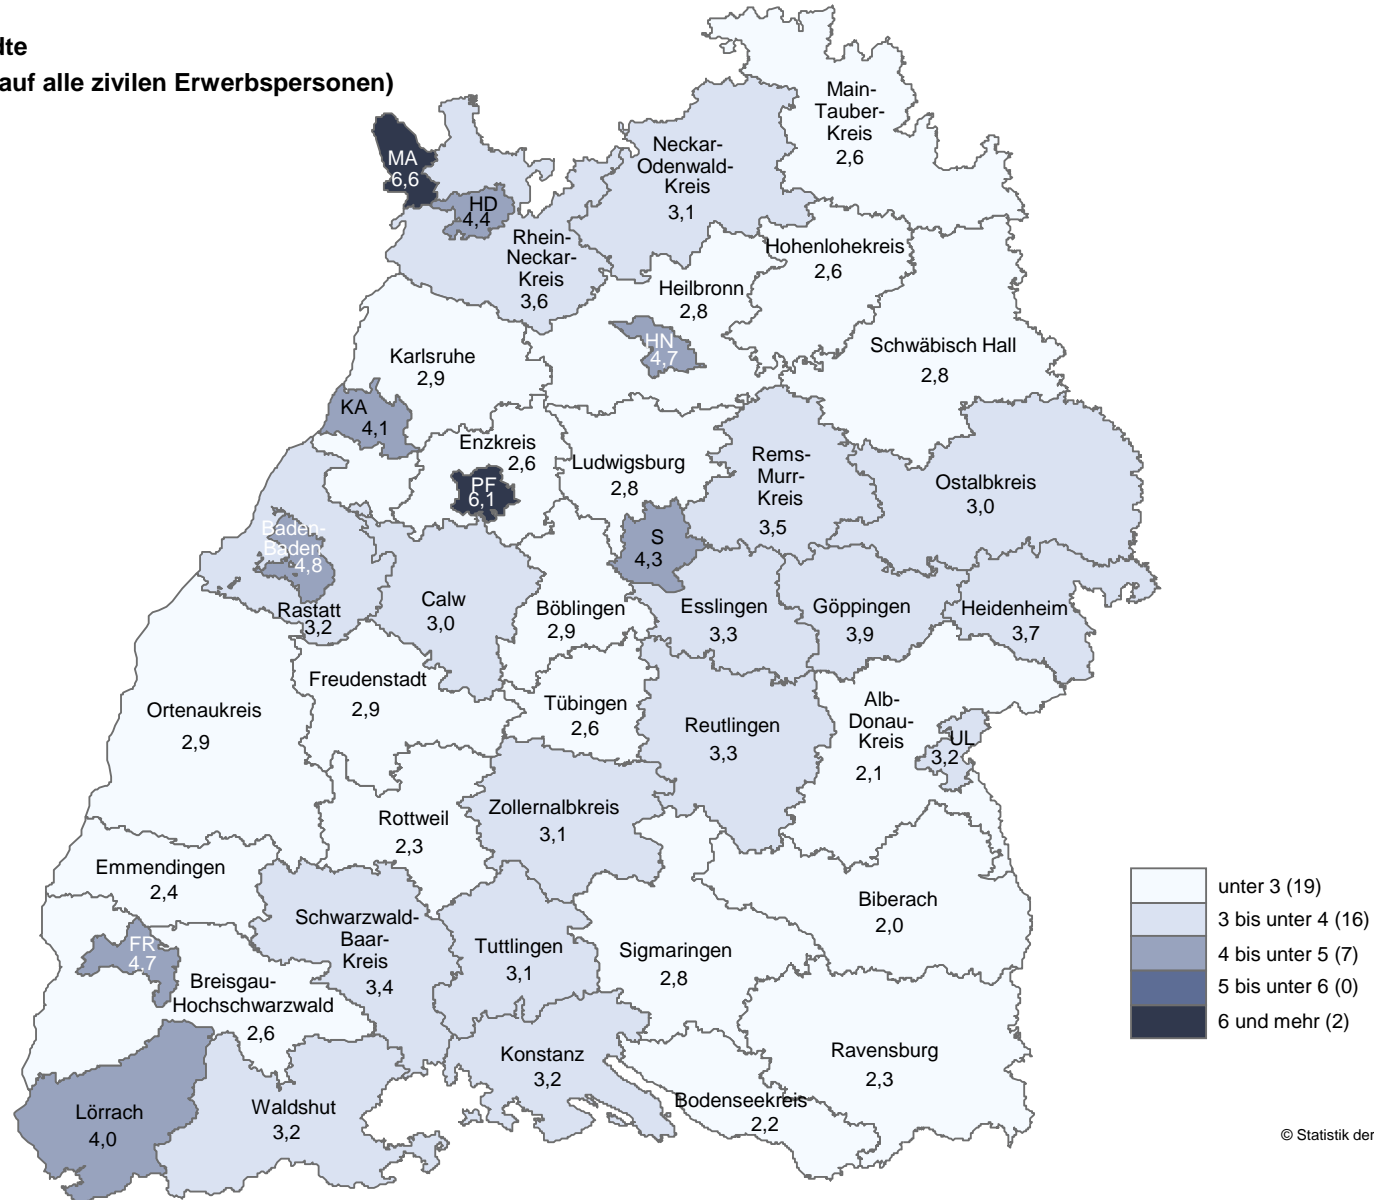 dte
auf alle zivilen Erwerbspersonen)
Main-
Tauber-
Kreis
2,6
MA
6,6
Neckar-
Odenwald-
Kreis
3,1
HD
4,4
Rhein-
Neckar-
Kreis
3,6
Hohenlohekreis
2,6
Heilbronn
2,8
HN
4,7
Schwäbisch Hall
2,8
Karlsruhe
2,9
KA
4,1
Enzkreis
2,6
PF
6,1
Ludwigsburg
2,8
Rems-
Murr-
Kreis
3,5
Ostalbkreis
3,0
Baden-
Baden
4,8
S
4,3
Rastatt
3,2
Calw
3,0
Böblingen
2,9
Esslingen
3,3
Göppingen
3,9
Heidenheim
3,7
Freudenstadt
2,9
Ortenaukreis
2,9
Tübingen
2,6
Reutlingen
3,3
Alb-
Donau-
Kreis
2,1
UL
3,2
Rottweil
2,3
Zollernalbkreis
3,1
Emmendingen
2,4
Biberach
2,0
Schwarzwald-
Baar-
Kreis
3,4
Tuttlingen
3,1
Sigmaringen
2,8
FR
4,7
Breisgau-
Hochschwarzwald
2,6
Konstanz
3,2
Ravensburg
2,3
Bodenseekreis
2,2
Lörrach
4,0
Waldshut
3,2
unter 3 (19)
3 bis unter 4 (16)
4 bis unter 5 (7)
5 bis unter 6 (0)
6 und mehr (2)
© Statistik der